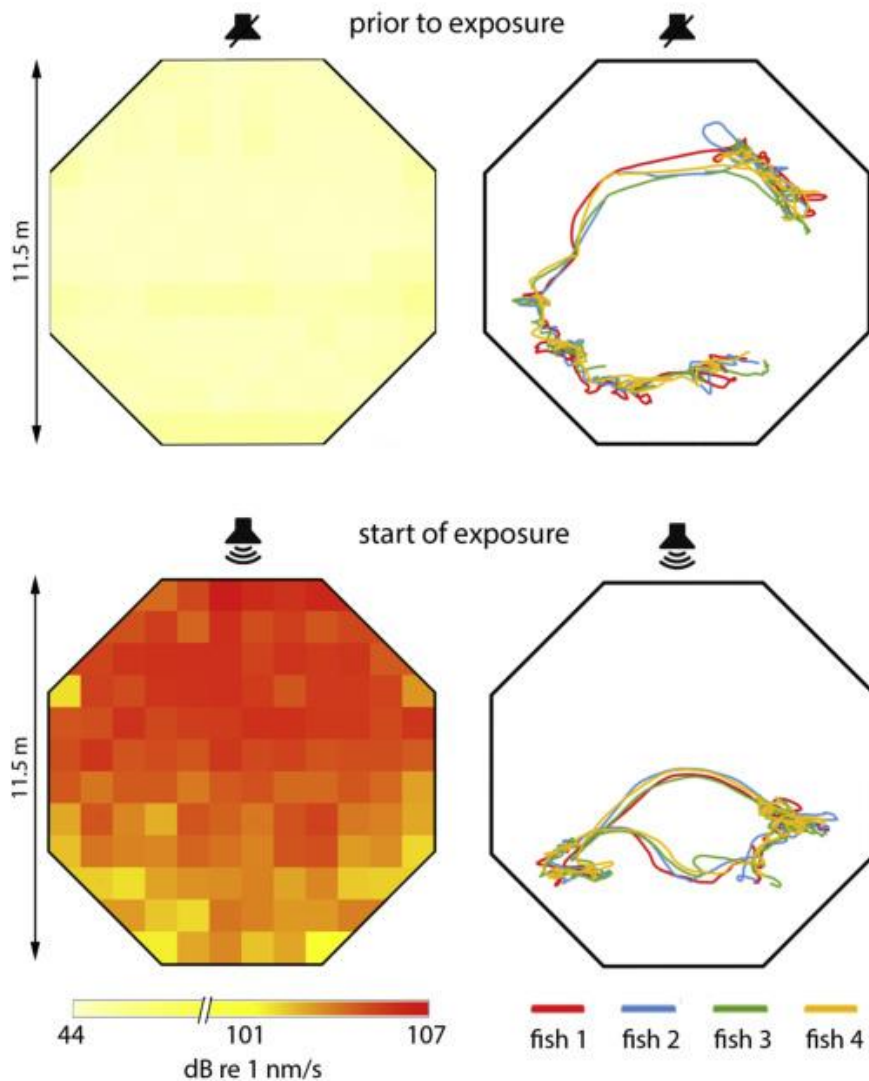 prior to exposure
11.5 m
start of exposure
11.5 m
44 101 107
dB re 1 nm/s
fish 1 fish 2 fish 3 fish 4